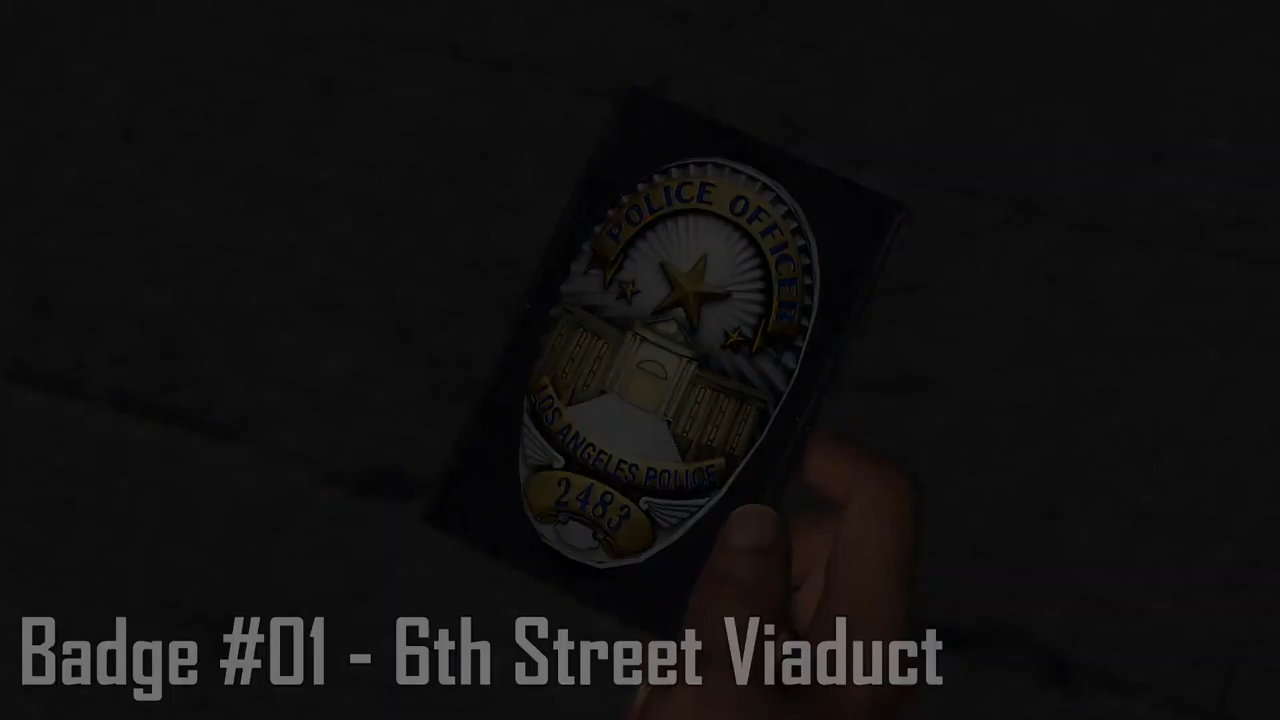 POLICE OFFICER
LOS ANGELES POLICE
2483
Badge #01 - 6th Street Viaduct